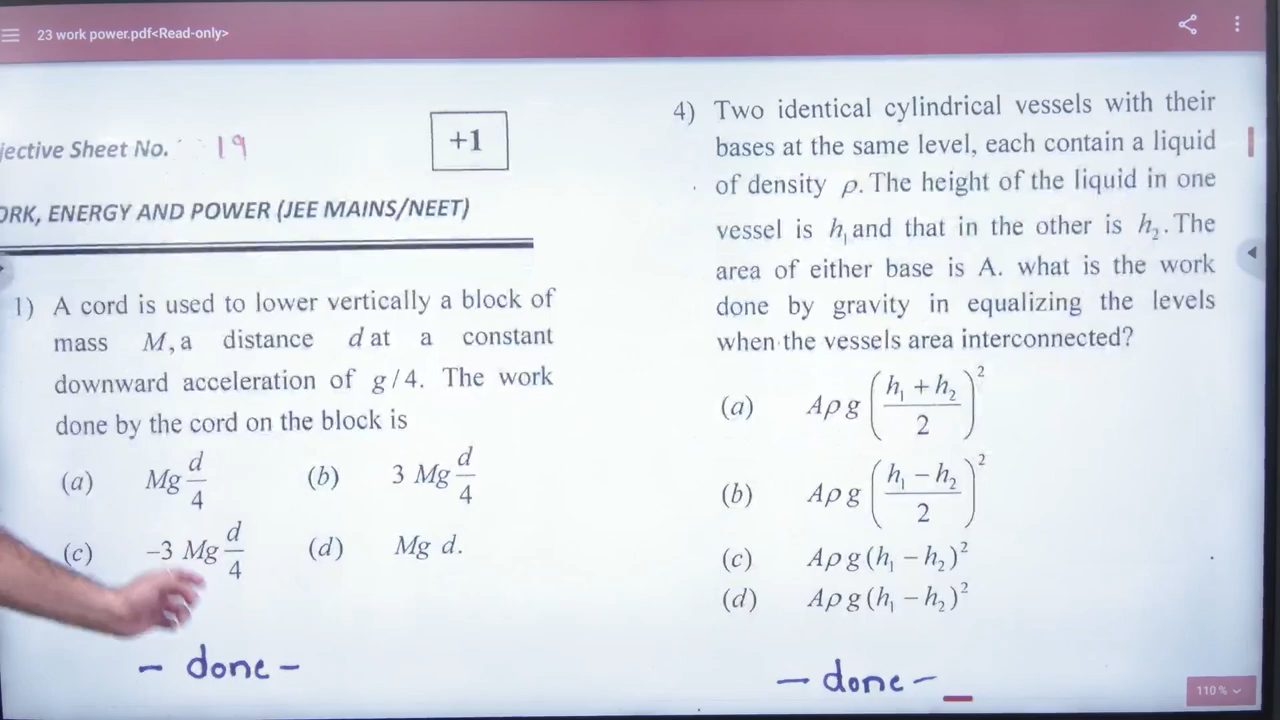 23 work power.pdf<Read-only>
jective Sheet No. 19
+1
ORK, ENERGY AND POWER (JEE MAINS/NEET)
1) A cord is used to lower vertically a block of
mass M, a distance d at a constant
downward acceleration of g/4. The work
done by the cord on the block is
(a) Mg d/4 (b) 3 Mg d/4
(c) –3 Mg d/4 (d) Mg d.
– done –
4) Two identical cylindrical vessels with their
bases at the same level, each contain a liquid
of density ρ. The height of the liquid in one
vessel is h₁ and that in the other is h₂. The
area of either base is A. what is the work
done by gravity in equalizing the levels
when the vessels area interconnected?
(a) Aρg((h₁ + h₂)/2)²
(b) Aρg((h₁ – h₂)/2)²
(c) Aρg(h₁ – h₂)²
(d) Aρg(h₁ – h₂)²
– done –
110%